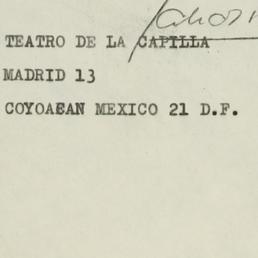 TEATRO DE LA CAPILLA
MADRID 13
COYOACAN MEXICO 21 D.F.